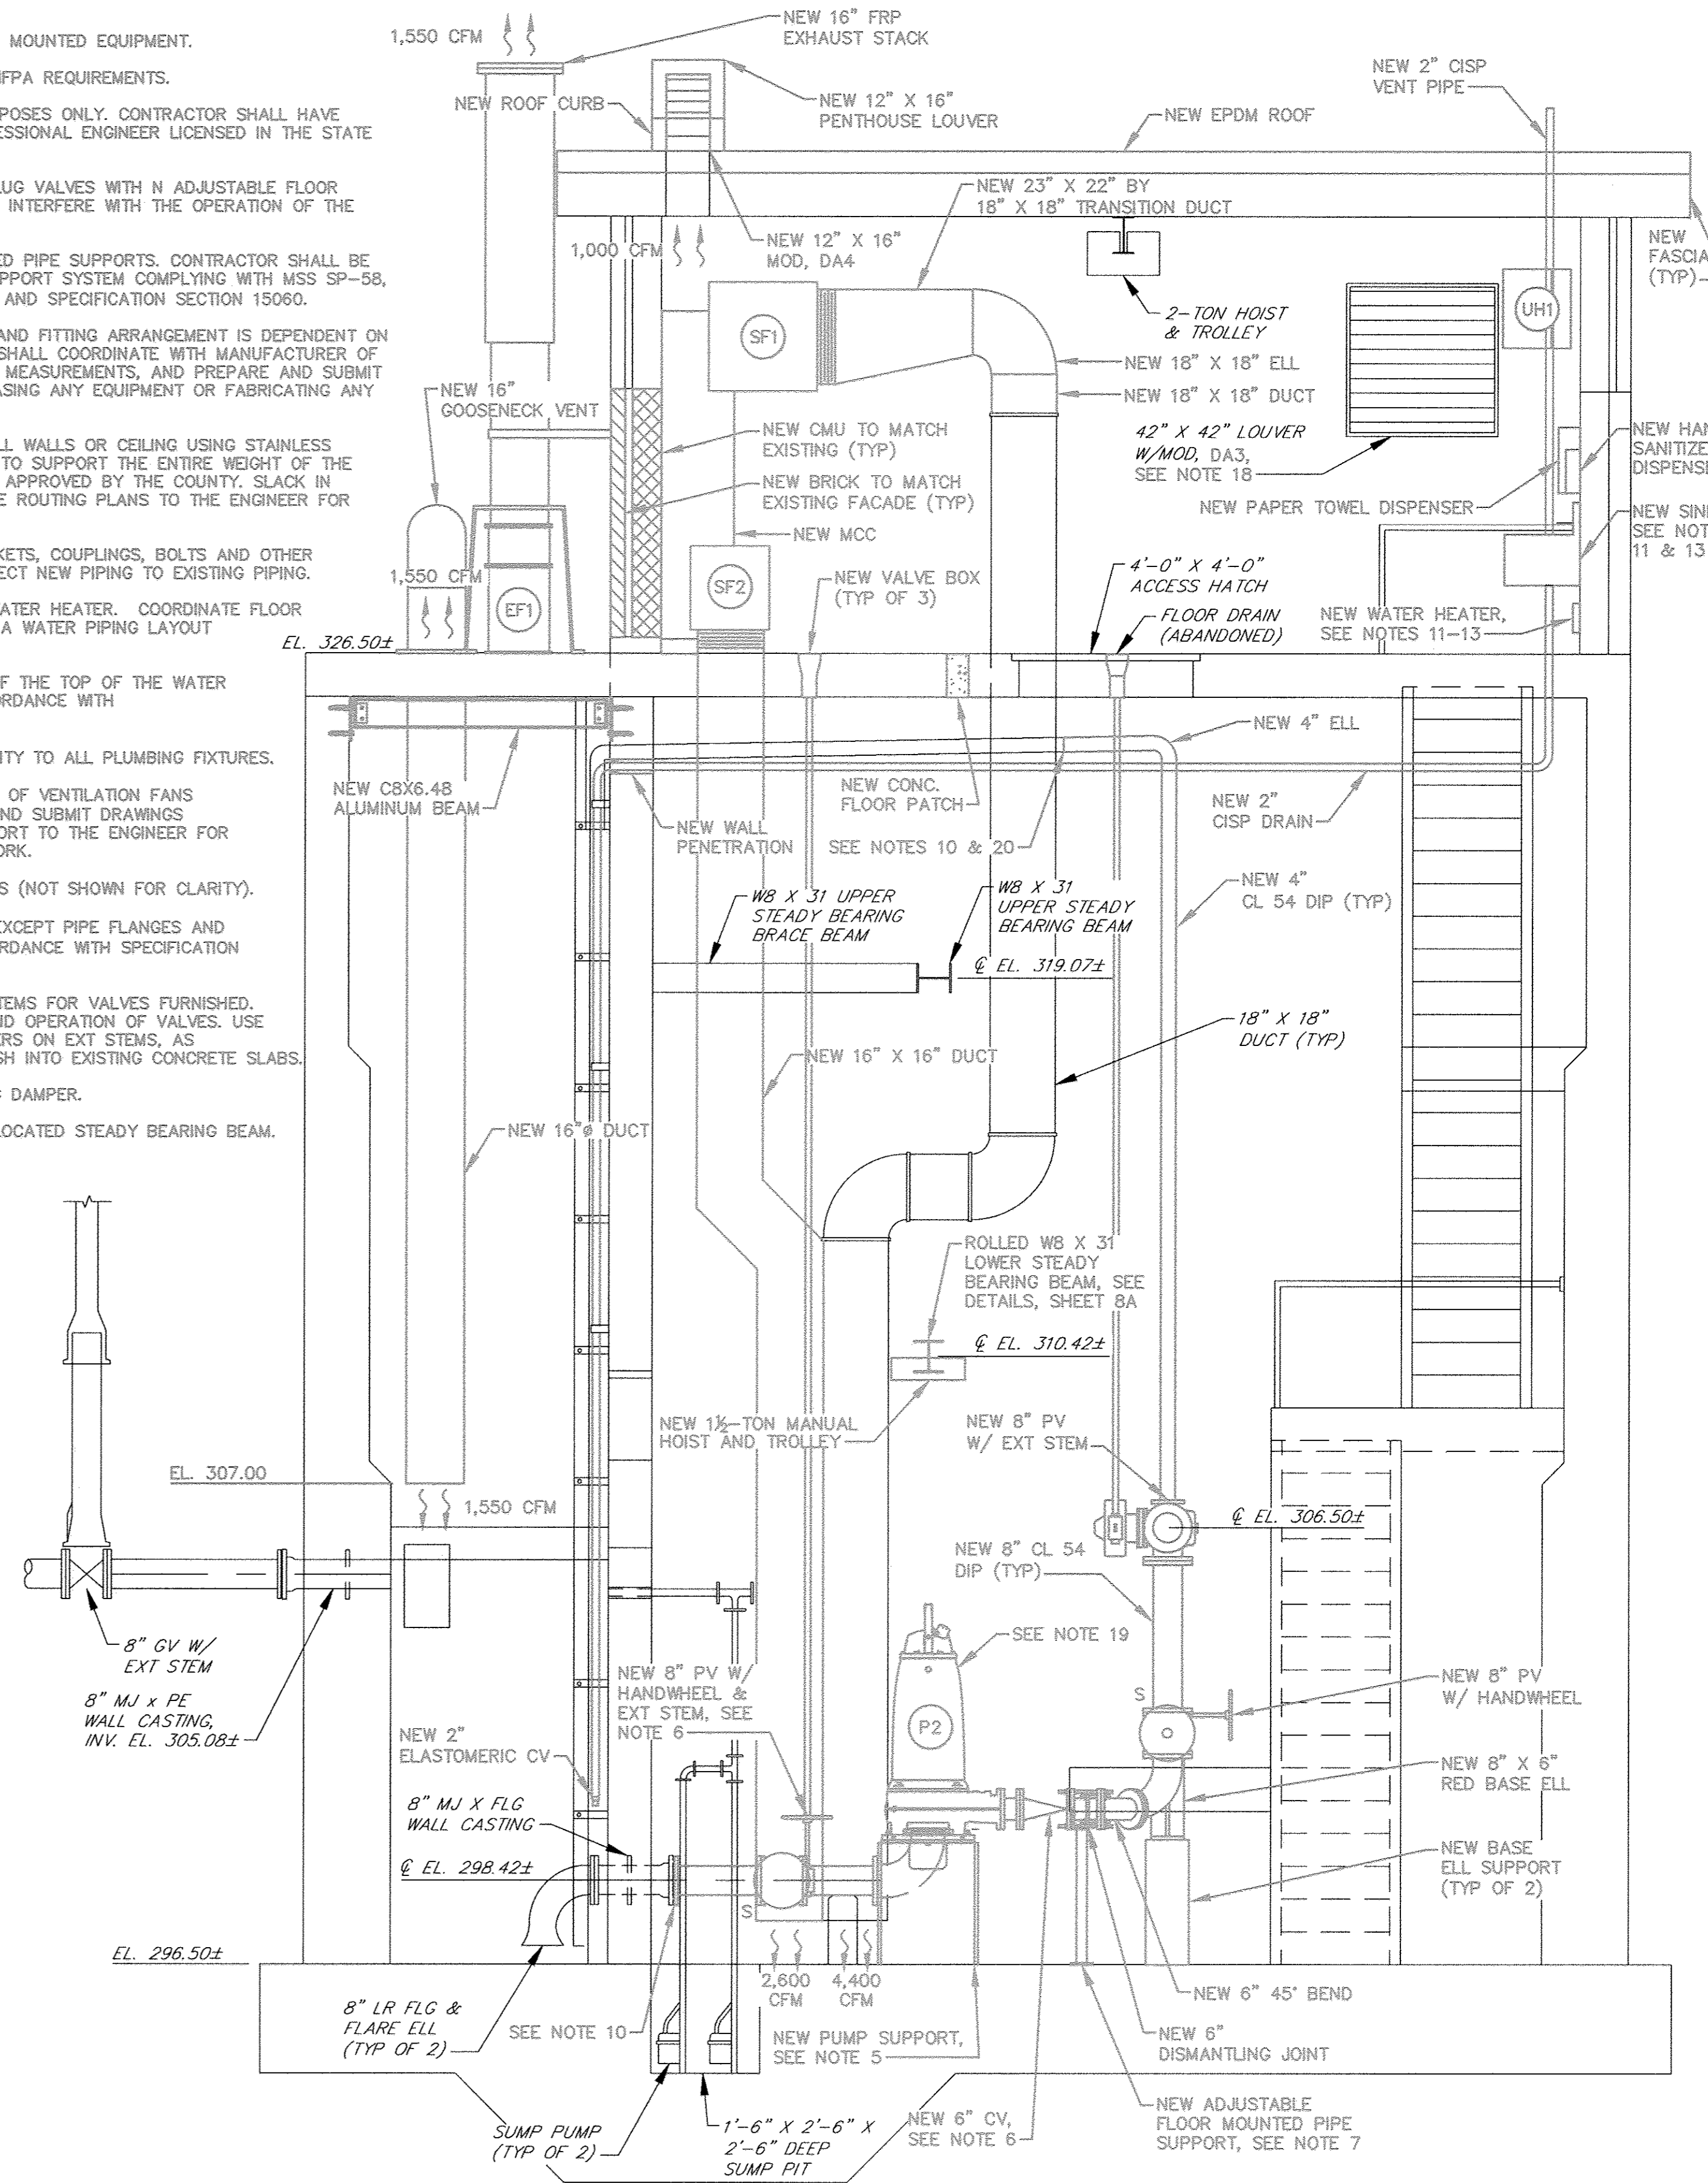 MOUNTED EQUIPMENT.
NFPA REQUIREMENTS.
POSES ONLY. CONTRACTOR SHALL HAVE
ESSIONAL ENGINEER LICENSED IN THE STATE
LUG VALVES WITH N ADJUSTABLE FLOOR
INTERFERE WITH THE OPERATION OF THE
ED PIPE SUPPORTS. CONTRACTOR SHALL BE
PPORT SYSTEM COMPLYING WITH MSS SP-58,
AND SPECIFICATION SECTION 15060.
AND FITTING ARRANGEMENT IS DEPENDENT ON
SHALL COORDINATE WITH MANUFACTURER OF
MEASUREMENTS, AND PREPARE AND SUBMIT
ASING ANY EQUIPMENT OR FABRICATING ANY
LL WALLS OR CEILING USING STAINLESS
TO SUPPORT THE ENTIRE WEIGHT OF THE
APPROVED BY THE COUNTY. SLACK IN
E ROUTING PLANS TO THE ENGINEER FOR
KETS, COUPLINGS, BOLTS AND OTHER
ECT NEW PIPING TO EXISTING PIPING.
ATER HEATER. COORDINATE FLOOR
A WATER PIPING LAYOUT
F THE TOP OF THE WATER
ORDANCE WITH
ITY TO ALL PLUMBING FIXTURES.
OF VENTILATION FANS
ND SUBMIT DRAWINGS
ORT TO THE ENGINEER FOR
ORK.
S (NOT SHOWN FOR CLARITY).
EXCEPT PIPE FLANGES AND
RDANCE WITH SPECIFICATION
TEMS FOR VALVES FURNISHED.
ND OPERATION OF VALVES. USE
ERS ON EXT STEMS, AS
SH INTO EXISTING CONCRETE SLABS.
DAMPER.
LOCATED STEADY BEARING BEAM.
1,550 CFM
NEW 16" FRP
EXHAUST STACK
NEW ROOF CURB
NEW 12" X 16"
PENTHOUSE LOUVER
NEW 2" CISP
VENT PIPE
NEW EPDM ROOF
NEW 23" X 22" BY
18" X 18" TRANSITION DUCT
1,000 CFM
NEW 12" X 16"
MOD, DA4
NEW
FASCIA
(TYP)
2-TON HOIST
& TROLLEY
SF1
UH1
NEW 18" X 18" ELL
NEW 18" X 18" DUCT
NEW 16"
GOOSENECK VENT
NEW CMU TO MATCH
EXISTING (TYP)
42" X 42" LOUVER
W/MOD, DA3,
SEE NOTE 18
NEW HAN
SANITIZE
DISPENS
NEW BRICK TO MATCH
EXISTING FACADE (TYP)
NEW PAPER TOWEL DISPENSER
NEW MCC
NEW SIN
SEE NOT
11 & 13
1,550 CFM
SF2
EF1
NEW VALVE BOX
(TYP OF 3)
4'-0" X 4'-0"
ACCESS HATCH
FLOOR DRAIN
(ABANDONED)
NEW WATER HEATER,
SEE NOTES 11-13
EL. 326.50±
NEW 4" ELL
NEW C8X6.48
ALUMINUM BEAM
NEW CONC.
FLOOR PATCH
NEW 2"
CISP DRAIN
NEW WALL
PENETRATION
SEE NOTES 10 & 20
W8 X 31 UPPER
STEADY BEARING
BRACE BEAM
W8 X 31
UPPER STEADY
BEARING BEAM
NEW 4"
CL 54 DIP (TYP)
℄ EL. 319.07±
18" X 18"
DUCT (TYP)
NEW 16" X 16" DUCT
NEW 16"ø DUCT
ROLLED W8 X 31
LOWER STEADY
BEARING BEAM, SEE
DETAILS, SHEET 8A
℄ EL. 310.42±
NEW 1½-TON MANUAL
HOIST AND TROLLEY
NEW 8" PV
W/ EXT STEM
EL. 307.00
1,550 CFM
℄ EL. 306.50±
NEW 8" CL 54
DIP (TYP)
8" GV W/
EXT STEM
SEE NOTE 19
8" MJ x PE
WALL CASTING,
INV. EL. 305.08±
NEW 8" PV W/
HANDWHEEL &
EXT STEM, SEE
NOTE 6
P2
S
NEW 8" PV
W/ HANDWHEEL
NEW 2"
ELASTOMERIC CV
NEW 8" X 6"
RED BASE ELL
8" MJ X FLG
WALL CASTING
℄ EL. 298.42±
NEW BASE
ELL SUPPORT
(TYP OF 2)
S
EL. 296.50±
2,600
CFM
4,400
CFM
8" LR FLG &
FLARE ELL
(TYP OF 2)
SEE NOTE 10
NEW PUMP SUPPORT,
SEE NOTE 5
NEW 6" 45° BEND
NEW 6"
DISMANTLING JOINT
SUMP PUMP
(TYP OF 2)
1'-6" X 2'-6" X
2'-6" DEEP
SUMP PIT
NEW 6" CV,
SEE NOTE 6
NEW ADJUSTABLE
FLOOR MOUNTED PIPE
SUPPORT, SEE NOTE 7